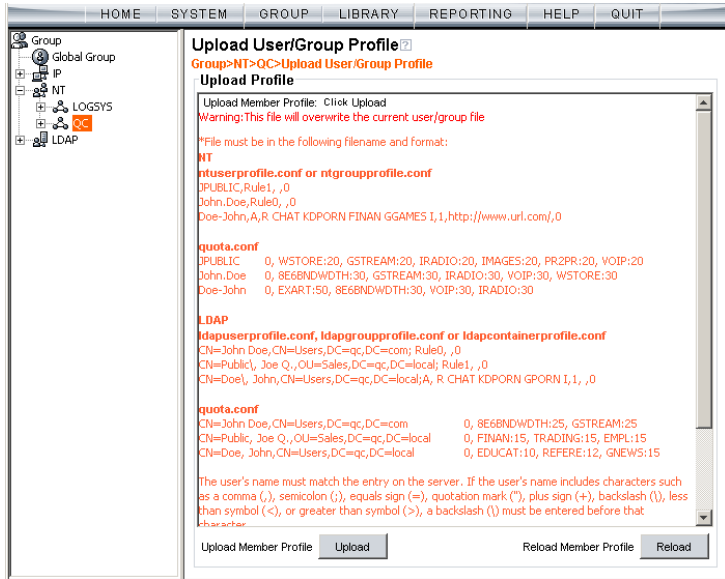 HOME SYSTEM GROUP LIBRARY REPORTING HELP QUIT
Group
Global Group
IP
NT
LOGSYS
QC
LDAP
Upload User/Group Profile
Group>NT>QC>Upload User/Group Profile
Upload Profile
Upload Member Profile: Click Upload
Warning:This file will overwrite the current user/group file
*File must be in the following filename and format:
NT
ntuserprofile.conf or ntgroupprofile.conf
JPUBLIC,Rule1, ,0
John.Doe,Rule0, ,0
Doe-John,A,R CHAT KDPORN FINAN GGAMES I,1,http://www.url.com/,0
quota.conf
JPUBLIC 0, WSTORE:20, GSTREAM:20, IRADIO:20, IMAGES:20, PR2PR:20, VOIP:20
John.Doe 0, 8E6BNDWDTH:30, GSTREAM:30, IRADIO:30, VOIP:30, WSTORE:30
Doe-John 0, EXART:50, 8E6BNDWDTH:30, VOIP:30, IRADIO:30
LDAP
ldapuserprofile.conf, ldapgroupprofile.conf or ldapcontainerprofile.conf
CN=John Doe,CN=Users,DC=qc,DC=com; Rule0, ,0
CN=Public\, Joe Q.,OU=Sales,DC=qc,DC=local; Rule1, ,0
CN=Doe\, John,CN=Users,DC=qc,DC=local;A, R CHAT KDPORN GPORN I,1, ,0
quota.conf
CN=John Doe,CN=Users,DC=qc,DC=com 0, 8E6BNDWDTH:25, GSTREAM:25
CN=Public, Joe Q.,OU=Sales,DC=qc,DC=local 0, FINAN:15, TRADING:15, EMPL:15
CN=Doe, John,CN=Users,DC=qc,DC=local 0, EDUCAT:10, REFERE:12, GNEWS:15
The user's name must match the entry on the server. If the user's name includes characters such
as a comma (,), semicolon (;), equals sign (=), quotation mark ("), plus sign (+), backslash (\), less
than symbol (<), or greater than symbol (>), a backslash (\) must be entered before that
character
Upload Member Profile Upload Reload Member Profile Reload